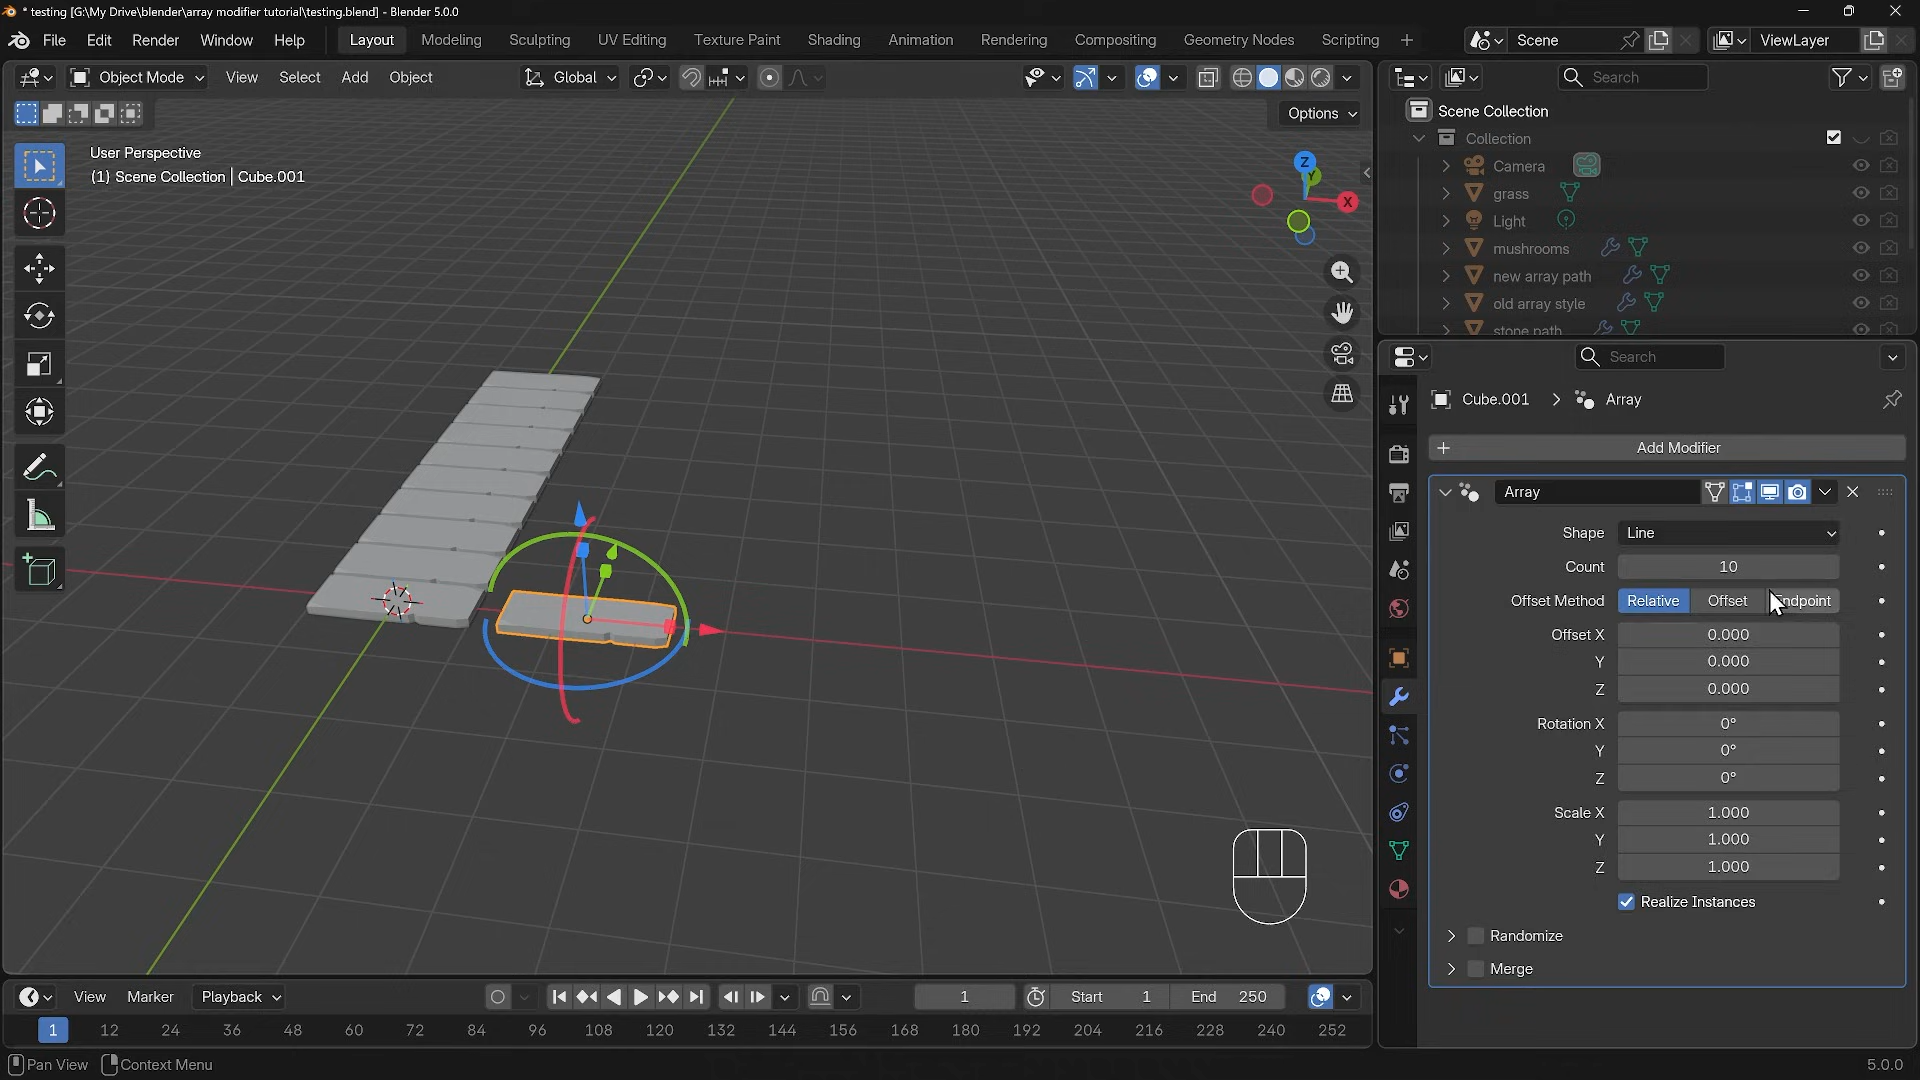 * testing [G:\My Drive\blender\array modifier tutorial\testing.blend] - Blender 5.0.0
File Edit Render Window Help Layout Modeling Sculpting UV Editing Texture Paint Shading Animation Rendering Compositing Geometry Nodes Scripting + Scene ViewLayer
Object Mode View Select Add Object Global Search
Options
User Perspective
(1) Scene Collection | Cube.001
Z
Y
X
Scene Collection
Collection
Camera
grass
Light
mushrooms
new array path
old array style
stone path
Search
Cube.001 > Array
+ Add Modifier
Array
Shape Line
Count 10
Offset Method Relative Offset Endpoint
Offset X 0.000
Y 0.000
Z 0.000
Rotation X 0°
Y 0°
Z 0°
Scale X 1.000
Y 1.000
Z 1.000
Realize Instances
Randomize
Merge
View Marker Playback 1 Start 1 End 250
1 12 24 36 48 60 72 84 96 108 120 132 144 156 168 180 192 204 216 228 240 252
Pan View Context Menu 5.0.0